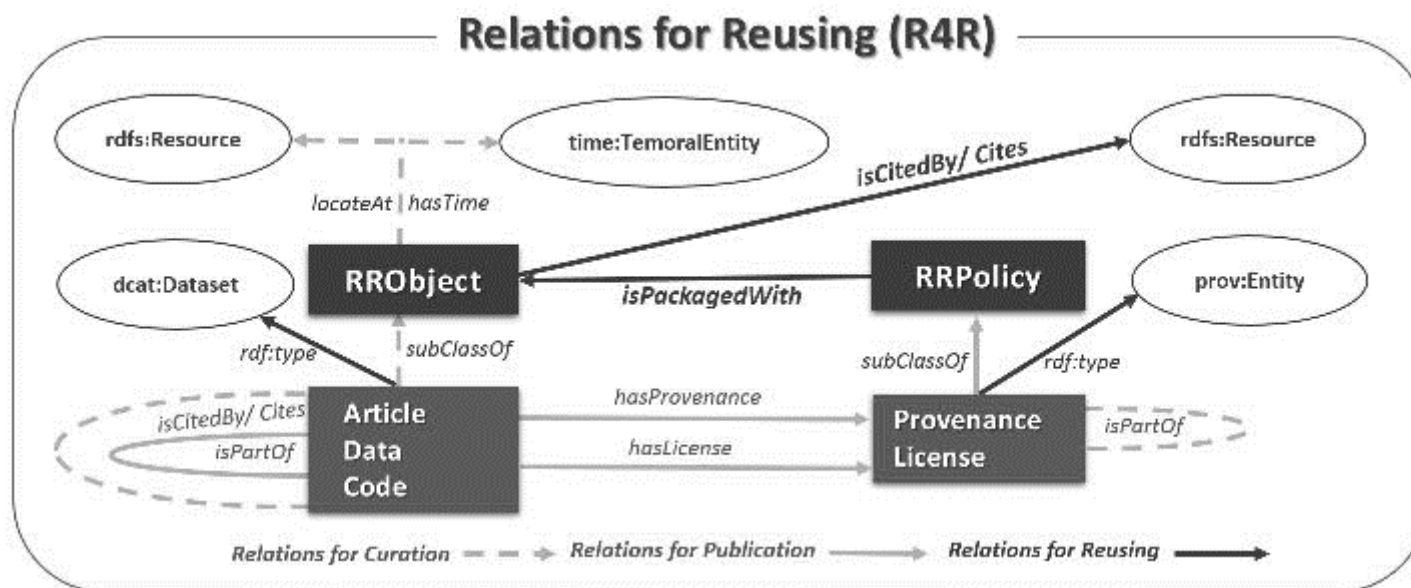 Relations for Reusing (R4R)
rdfs:Resource
time:TemoralEntity
rdfs:Resource
isCitedBy/ Cites
locateAt
hasTime
dcat:Dataset
RRObject
RRPolicy
prov:Entity
isPackagedWith
rdf:type
subClassOf
subClassOf
rdf:type
isCitedBy/ Cites
isPartOf
Article
Data
Code
hasProvenance
hasLicense
Provenance
License
isPartOf
Relations for Curation
Relations for Publication
Relations for Reusing